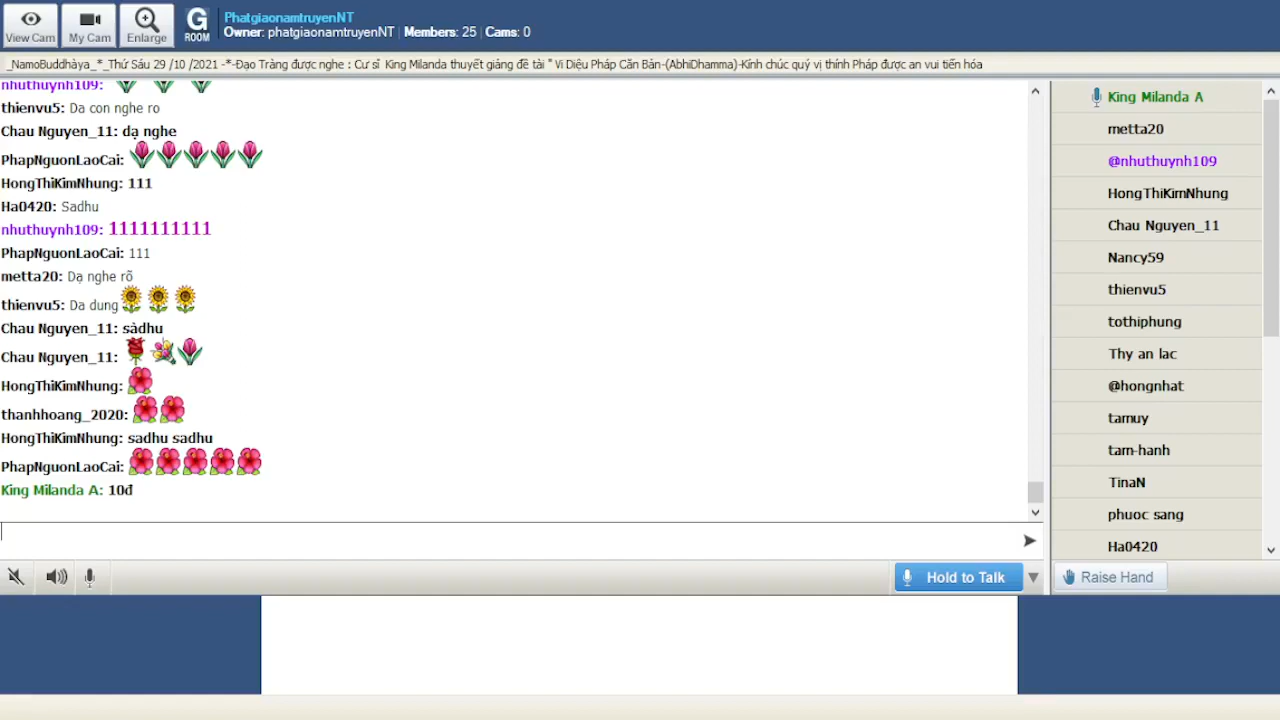 View Cam
My Cam
Enlarge
G
ROOM
PhatgiaonamtruyenNT
Owner: phatgiaonamtruyenNT | Members: 25 | Cams: 0
_NamoBuddhàya_*_Thứ Sáu 29 /10 /2021 -*-Đạo Tràng được nghe : Cư sĩ King Milanda thuyết giảng đề tài " Vi Diệu Pháp Căn Bản-(AbhiDhamma)-Kính chúc quý vị thính Pháp được an vui tiến hóa
nhuthuynh109:
thienvu5: Da con nghe ro
Chau Nguyen_11: dạ nghe
PhapNguonLaoCai:
HongThiKimNhung: 111
Ha0420: Sadhu
nhuthuynh109: 1111111111
PhapNguonLaoCai: 111
metta20: Dạ nghe rõ
thienvu5: Da dung
Chau Nguyen_11: sàdhu
Chau Nguyen_11:
HongThiKimNhung:
thanhhoang_2020:
HongThiKimNhung: sadhu sadhu
PhapNguonLaoCai:
King Milanda A: 10đ
Hold to Talk
King Milanda A
metta20
@nhuthuynh109
HongThiKimNhung
Chau Nguyen_11
Nancy59
thienvu5
tothiphung
Thy an lac
@hongnhat
tamuy
tam-hanh
TinaN
phuoc sang
Ha0420
Raise Hand